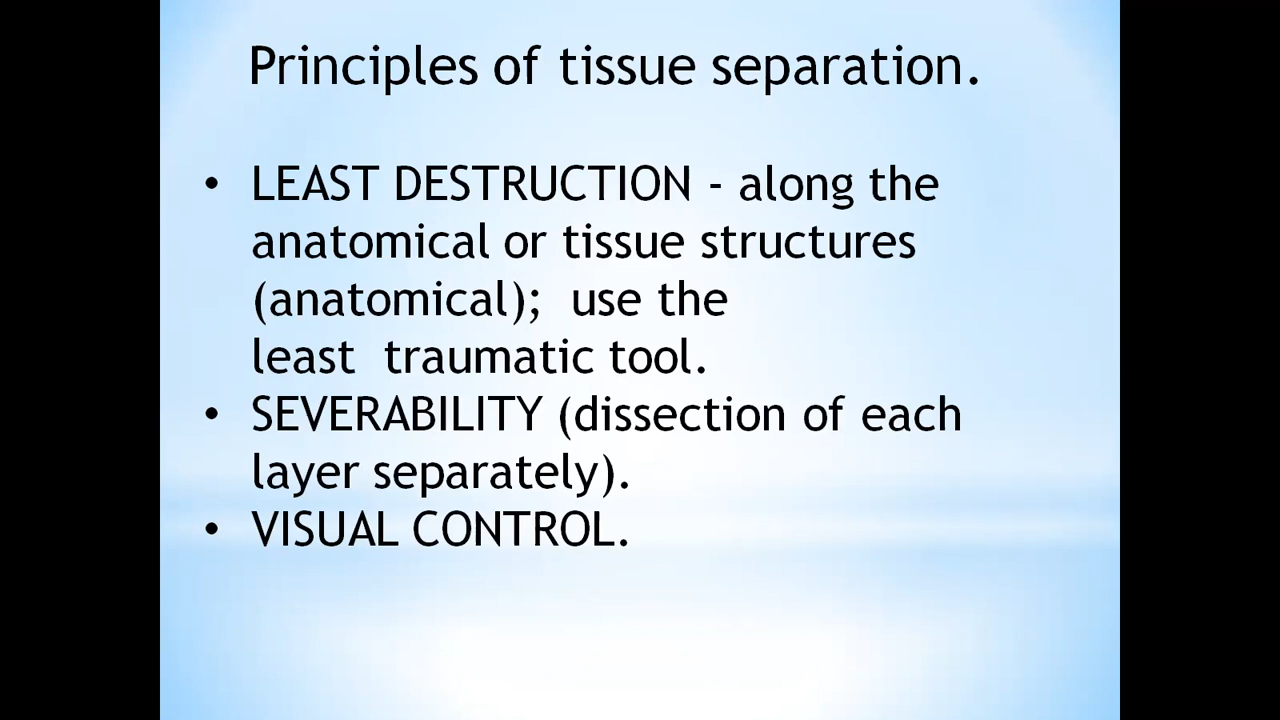 Principles of tissue separation.
• LEAST DESTRUCTION - along the
anatomical or tissue structures
(anatomical);  use the
least  traumatic tool.
• SEVERABILITY (dissection of each
layer separately).
• VISUAL CONTROL.